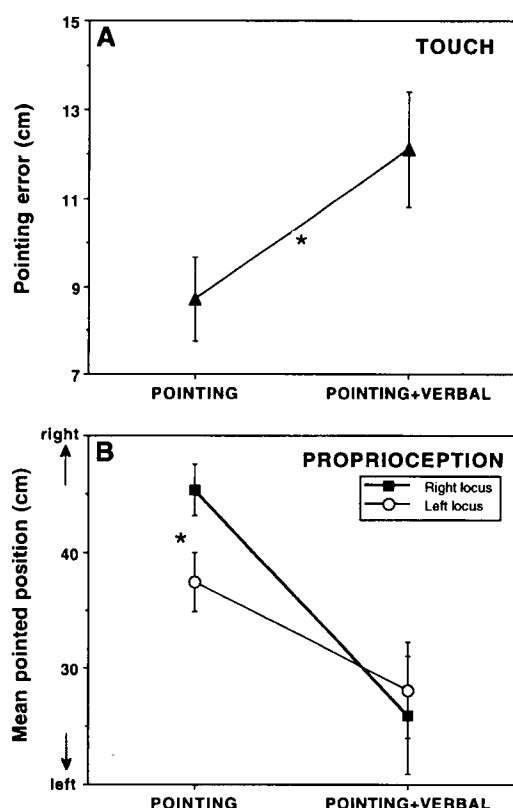 A
TOUCH
Pointing error (cm)
15
13
11
9
7
*
POINTING
POINTING+VERBAL
B
PROPRIOCEPTION
Right locus
Left locus
Mean pointed position (cm)
right
40
30
left
*
POINTING
POINTING+VERBAL